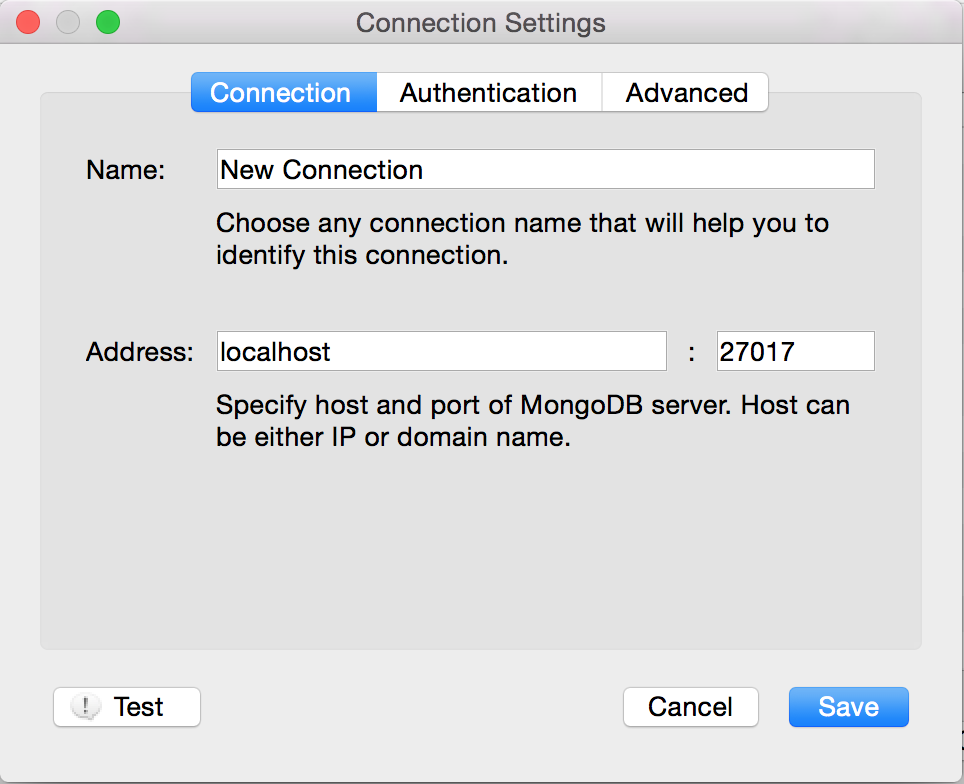 Connection Settings
Connection Authentication Advanced
Name: New Connection
Choose any connection name that will help you to
identify this connection.
Address: localhost : 27017
Specify host and port of MongoDB server. Host can
be either IP or domain name.
! Test Cancel Save